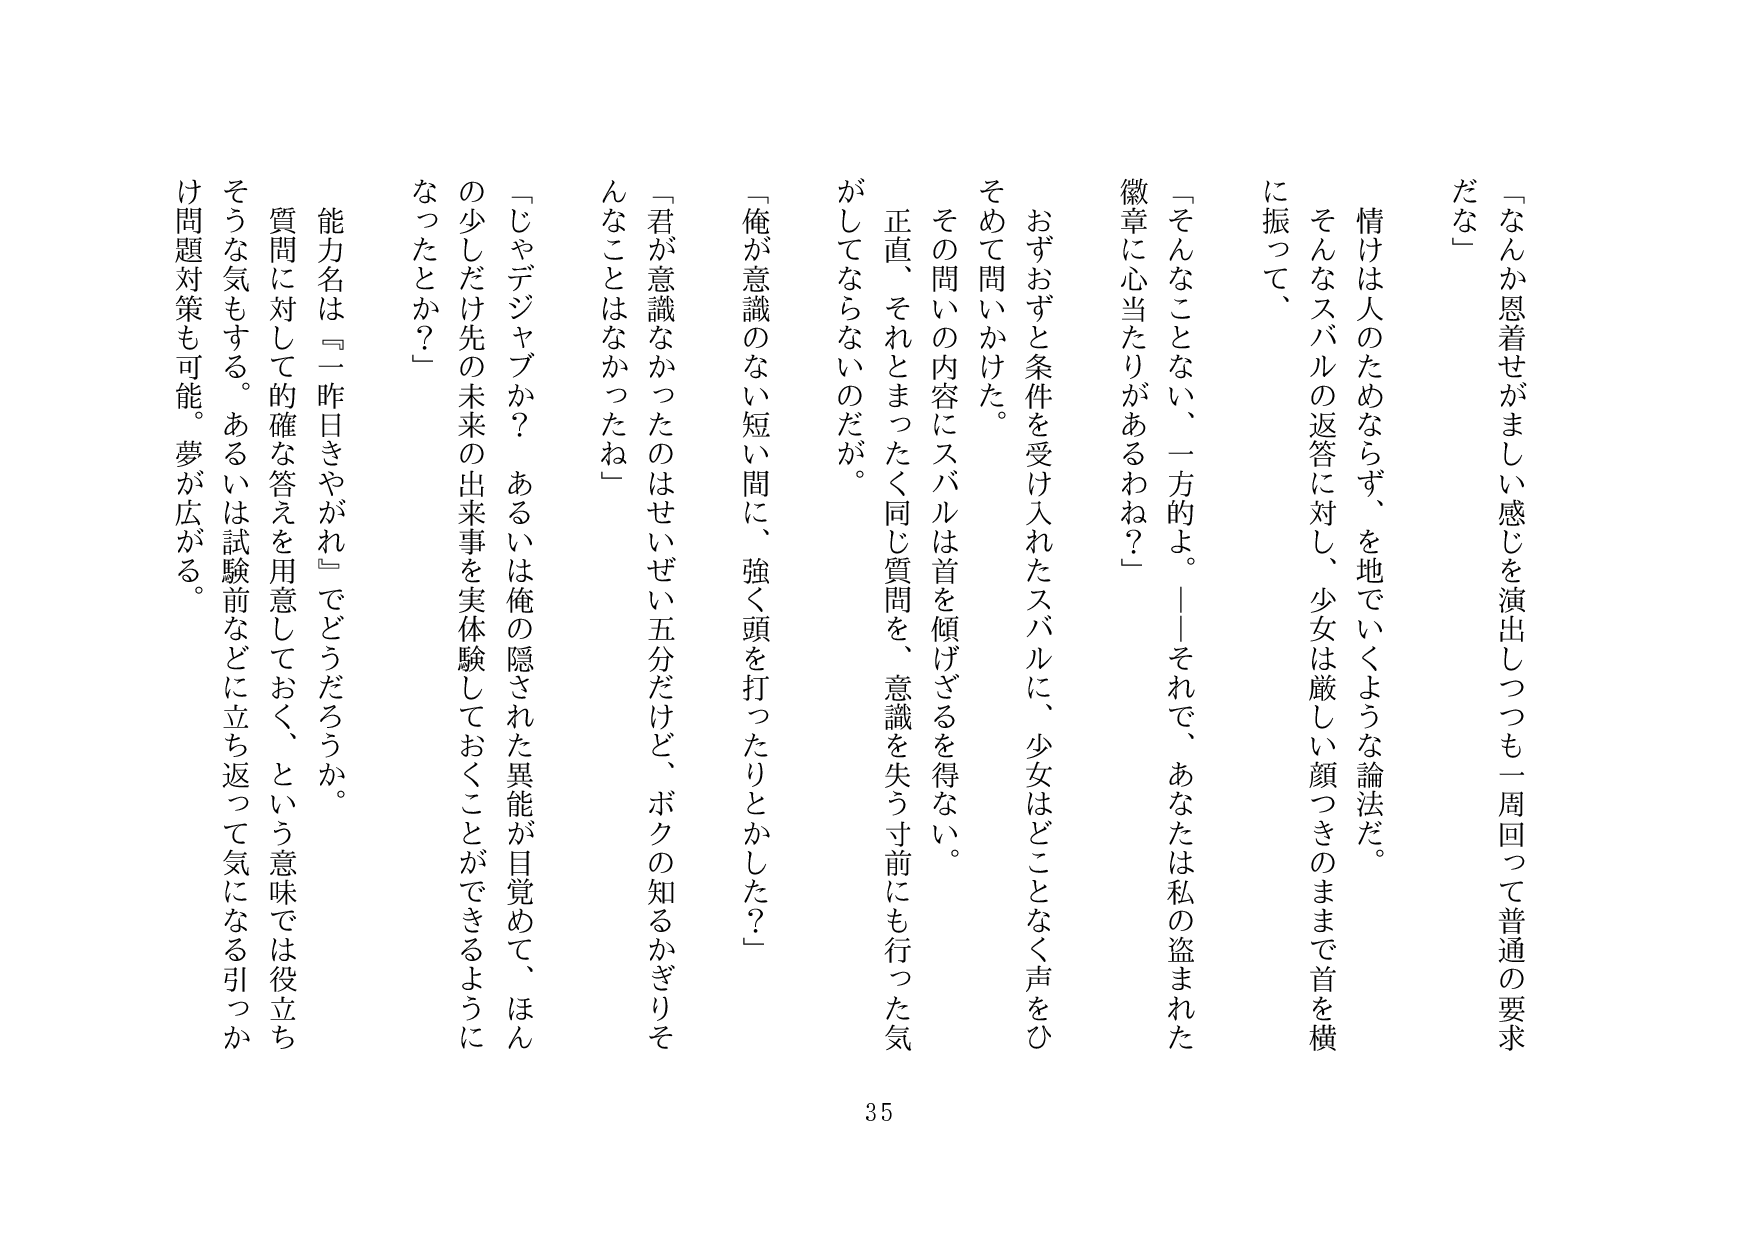 「なんか恩着せがましい感じを演出しつつも一周回って普通の要求
だな」
　情けは人のためならず、を地でいくような論法だ。
　そんなスバルの返答に対し、少女は厳しい顔つきのままで首を横
に振って、
「そんなことない、一方的よ。――それで、あなたは私の盗まれた
徽章に心当たりがあるわね？」
　おずおずと条件を受け入れたスバルに、少女はどことなく声をひ
そめて問いかけた。
　その問いの内容にスバルは首を傾げざるを得ない。
　正直、それとまったく同じ質問を、意識を失う寸前にも行った気
がしてならないのだが。
「俺が意識のない短い間に、強く頭を打ったりとかした？」
「君が意識なかったのはせいぜい五分だけど、ボクの知るかぎりそ
んなことはなかったね」
「じゃデジャブか？　あるいは俺の隠された異能が目覚めて、ほん
の少しだけ先の未来の出来事を実体験しておくことができるように
なったとか？」
　能力名は『一昨日きやがれ』でどうだろうか。
　質問に対して的確な答えを用意しておく、という意味では役立ち
そうな気もする。あるいは試験前などに立ち返って気になる引っか
け問題対策も可能。夢が広がる。
35